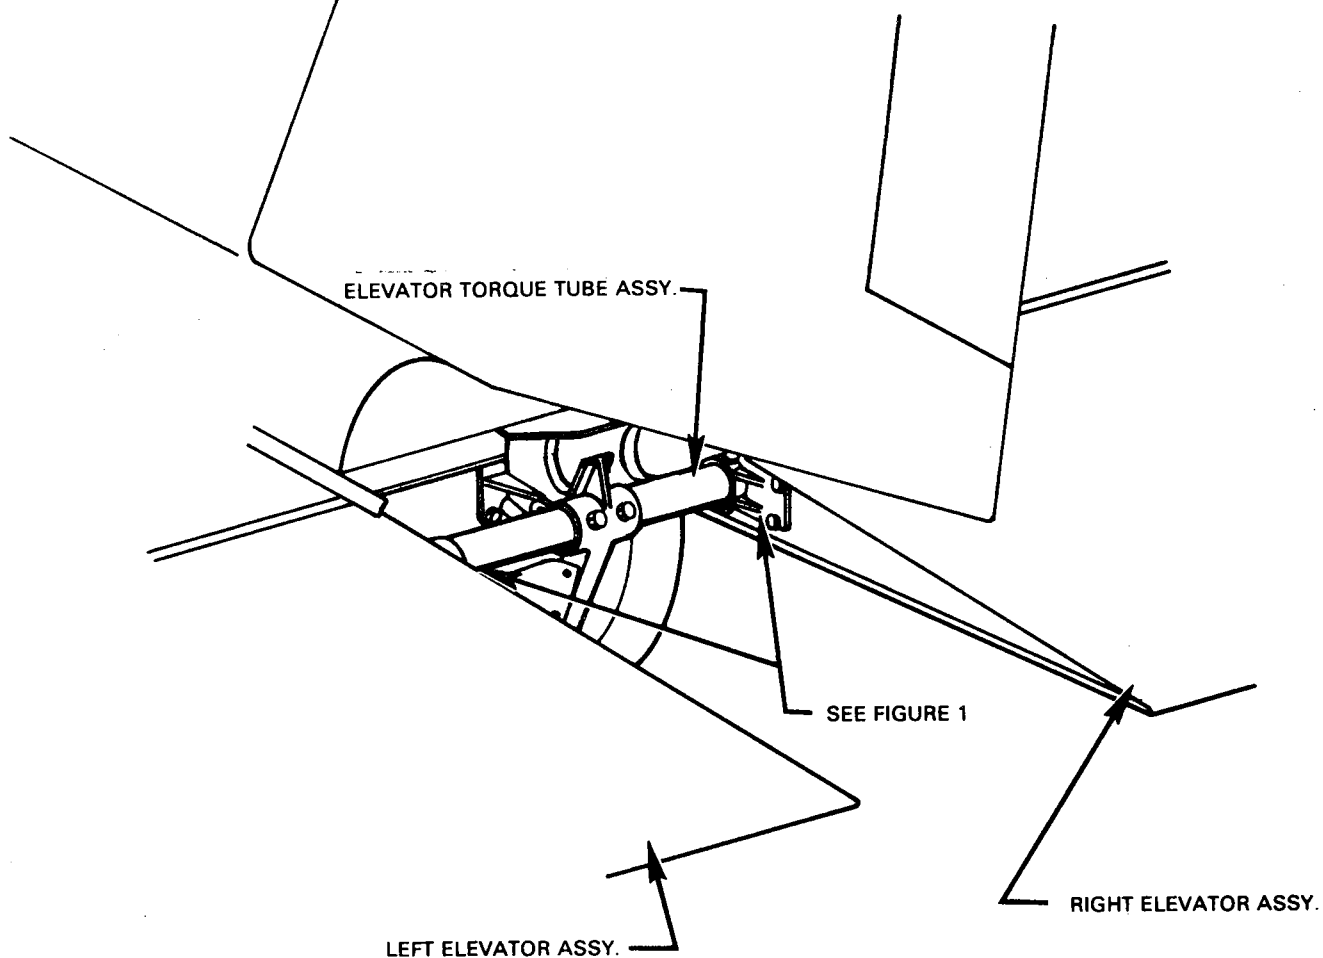 ELEVATOR TORQUE TUBE ASSY.
SEE FIGURE 1
RIGHT ELEVATOR ASSY.
LEFT ELEVATOR ASSY.